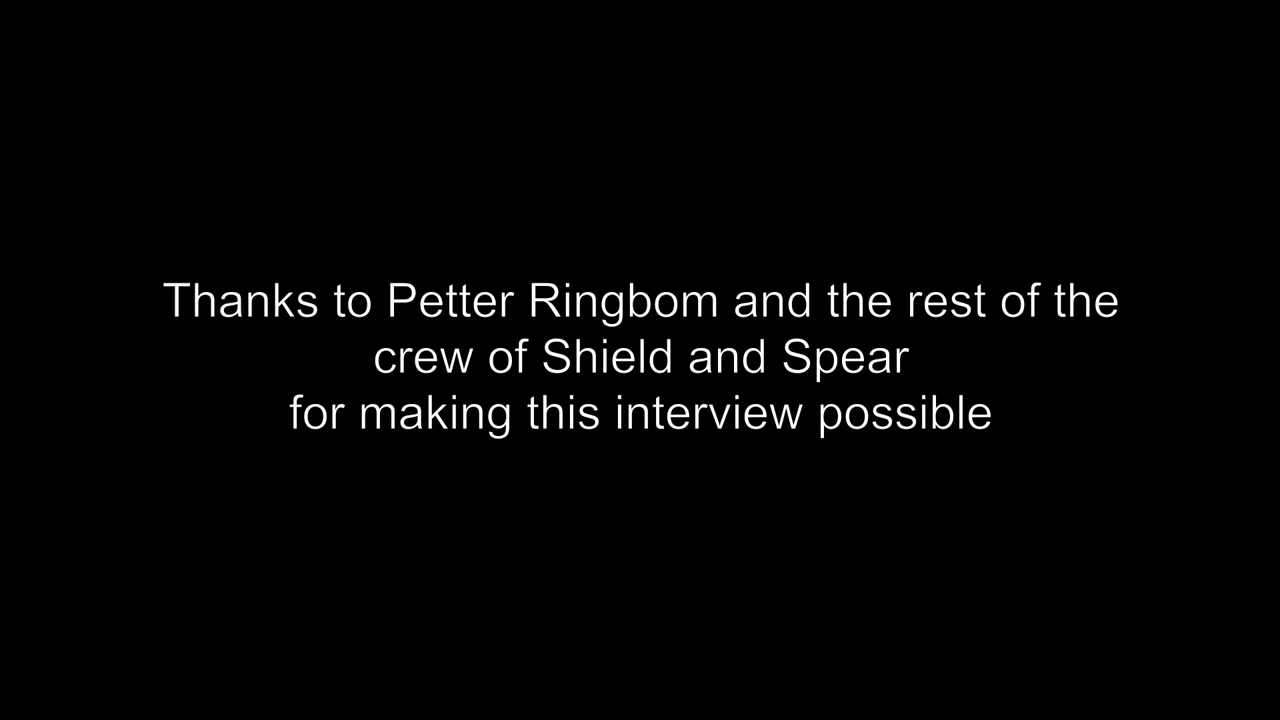 Thanks to Petter Ringbom and the rest of the
crew of Shield and Spear
for making this interview possible